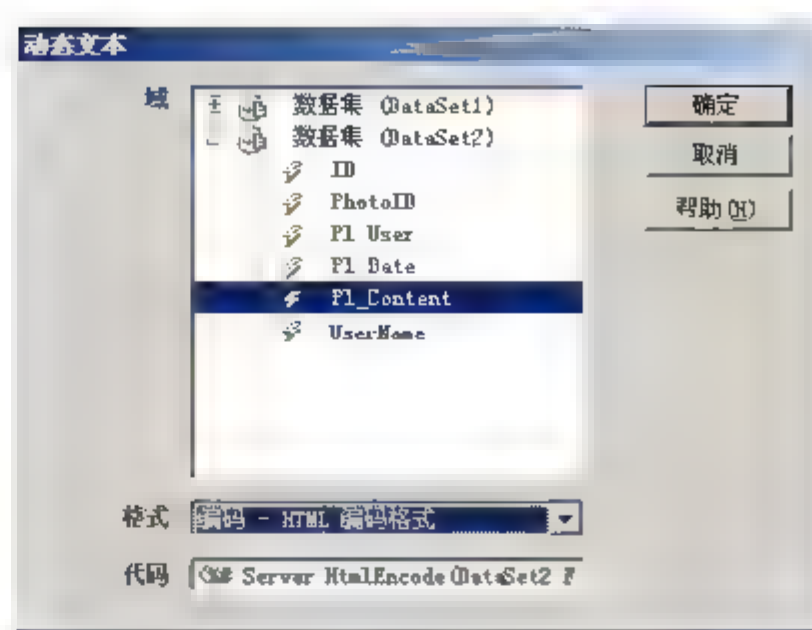 动态文本
域
数据集 (DataSet1)
数据集 (DataSet2)
ID
PhotoID
Pl User
Pl Date
Pl_Content
UserName
确定
取消
帮助(H)
格式
编码 - HTML 编码格式
代码
<%# Server HtmlEncode(DataSet2